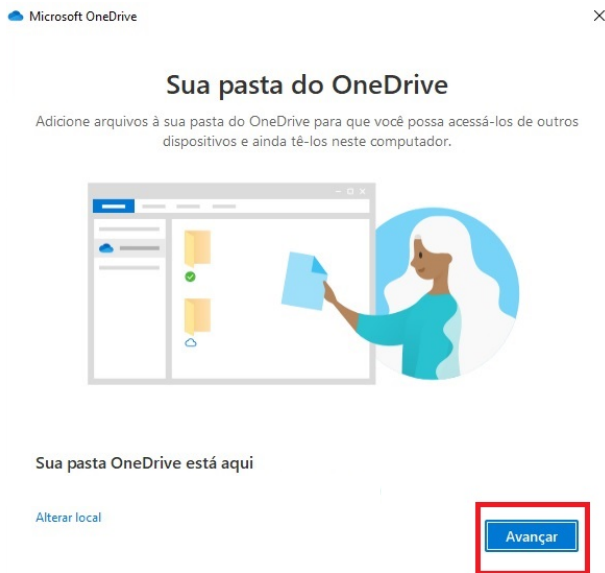 Microsoft OneDrive
Sua pasta do OneDrive
Adicione arquivos à sua pasta do OneDrive para que você possa acessá-los de outros
dispositivos e ainda tê-los neste computador.
Sua pasta OneDrive está aqui
Alterar local
Avançar